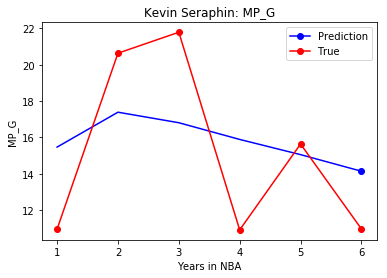 Kevin Seraphin: MP_G
Prediction
True
22
20
18
16
14
12
MP_G
1 2 3 4 5 6
Years in NBA